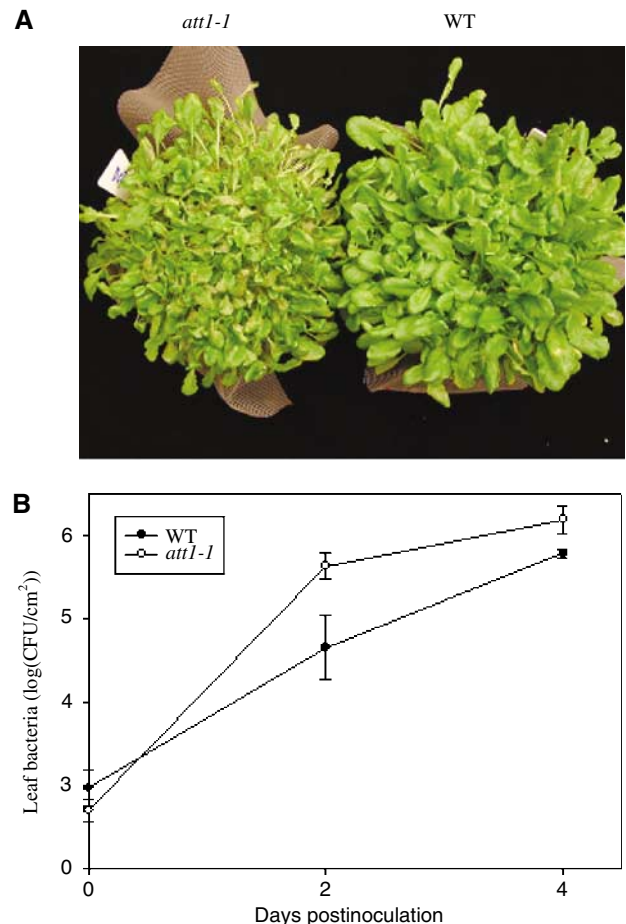 A
att1-1 WT
B
WT
att1-1
Leaf bacteria (log(CFU/cm²))
6
5
4
3
0
0 2 4
Days postinoculation